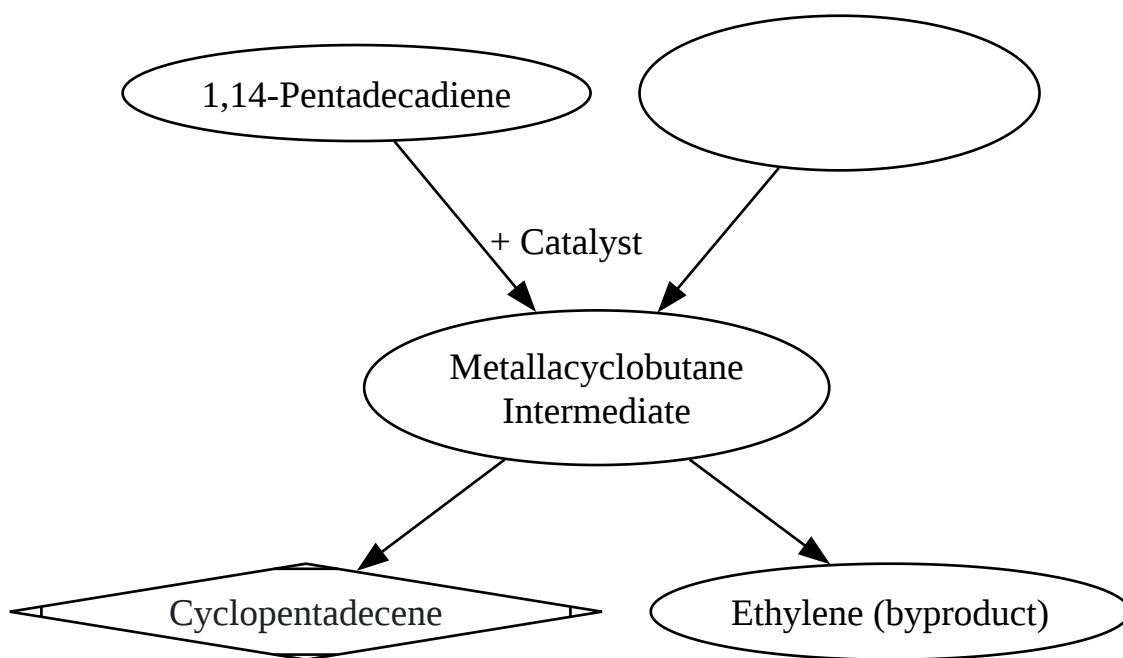 1,14-Pentadecadiene
+ Catalyst
Metallacyclobutane
Intermediate
Cyclopentadecene
Ethylene (byproduct)